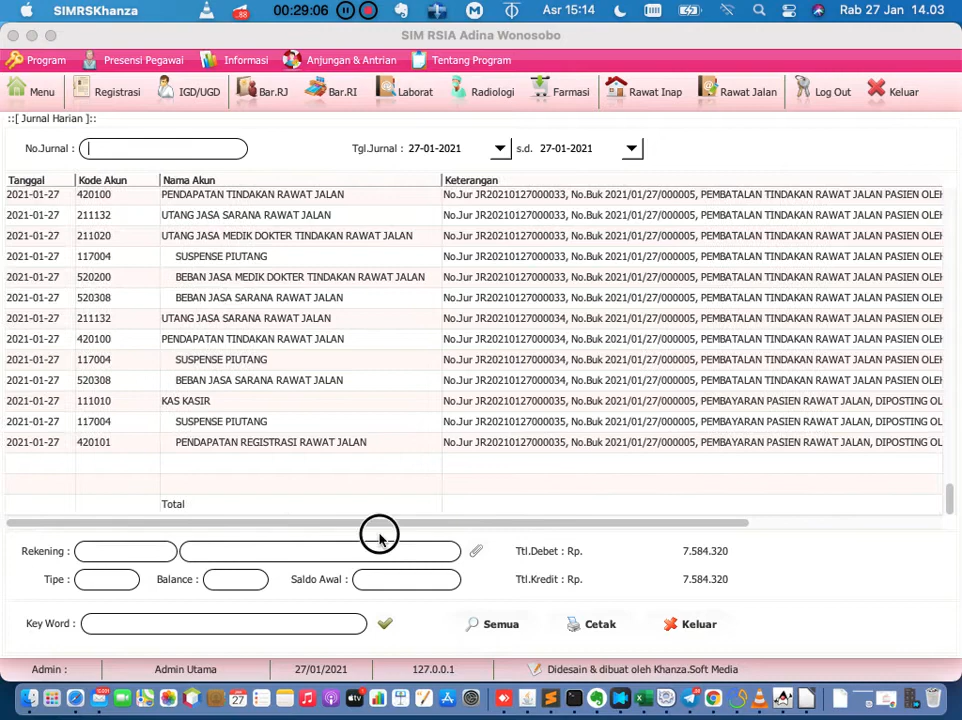 SIMRSKhanza 00:29:06 Asr 15:14 Rab 27 Jan 14.03
SIM RSIA Adina Wonosobo
Program Presensi Pegawai Informasi Anjungan & Antrian Tentang Program
Menu Registrasi IGD/UGD Bar.RJ Bar.RI Laborat Radiologi Farmasi Rawat Inap Rawat Jalan Log Out Keluar
::[ Jurnal Harian ]::
No.Jurnal : Tgl.Jurnal : 27-01-2021 s.d. 27-01-2021
Tanggal Kode Akun Nama Akun Keterangan
2021-01-27 420100 PENDAPATAN TINDAKAN RAWAT JALAN No.Jur JR20210127000033, No.Buk 2021/01/27/000005, PEMBATALAN TINDAKAN RAWAT JALAN PASIEN OLEH
2021-01-27 211132 UTANG JASA SARANA RAWAT JALAN No.Jur JR20210127000033, No.Buk 2021/01/27/000005, PEMBATALAN TINDAKAN RAWAT JALAN PASIEN OLEH
2021-01-27 211020 UTANG JASA MEDIK DOKTER TINDAKAN RAWAT JALAN No.Jur JR20210127000033, No.Buk 2021/01/27/000005, PEMBATALAN TINDAKAN RAWAT JALAN PASIEN OLEH
2021-01-27 117004 SUSPENSE PIUTANG No.Jur JR20210127000033, No.Buk 2021/01/27/000005, PEMBATALAN TINDAKAN RAWAT JALAN PASIEN OLEH
2021-01-27 520200 BEBAN JASA MEDIK DOKTER TINDAKAN RAWAT JALAN No.Jur JR20210127000033, No.Buk 2021/01/27/000005, PEMBATALAN TINDAKAN RAWAT JALAN PASIEN OLEH
2021-01-27 520308 BEBAN JASA SARANA RAWAT JALAN No.Jur JR20210127000033, No.Buk 2021/01/27/000005, PEMBATALAN TINDAKAN RAWAT JALAN PASIEN OLEH
2021-01-27 211132 UTANG JASA SARANA RAWAT JALAN No.Jur JR20210127000034, No.Buk 2021/01/27/000005, PEMBATALAN TINDAKAN RAWAT JALAN PASIEN OLEH
2021-01-27 420100 PENDAPATAN TINDAKAN RAWAT JALAN No.Jur JR20210127000034, No.Buk 2021/01/27/000005, PEMBATALAN TINDAKAN RAWAT JALAN PASIEN OLEH
2021-01-27 117004 SUSPENSE PIUTANG No.Jur JR20210127000034, No.Buk 2021/01/27/000005, PEMBATALAN TINDAKAN RAWAT JALAN PASIEN OLEH
2021-01-27 520308 BEBAN JASA SARANA RAWAT JALAN No.Jur JR20210127000034, No.Buk 2021/01/27/000005, PEMBATALAN TINDAKAN RAWAT JALAN PASIEN OLEH
2021-01-27 111010 KAS KASIR No.Jur JR20210127000035, No.Buk 2021/01/27/000005, PEMBAYARAN PASIEN RAWAT JALAN, DIPOSTING OL
2021-01-27 117004 SUSPENSE PIUTANG No.Jur JR20210127000035, No.Buk 2021/01/27/000005, PEMBAYARAN PASIEN RAWAT JALAN, DIPOSTING OL
2021-01-27 420101 PENDAPATAN REGISTRASI RAWAT JALAN No.Jur JR20210127000035, No.Buk 2021/01/27/000005, PEMBAYARAN PASIEN RAWAT JALAN, DIPOSTING OL
Total
Rekening : Ttl.Debet : Rp. 7.584.320
Tipe : Balance : Saldo Awal : Ttl.Kredit : Rp. 7.584.320
Key Word : Semua Cetak Keluar
Admin : Admin Utama 27/01/2021 127.0.0.1 Didesain & dibuat oleh Khanza.Soft Media